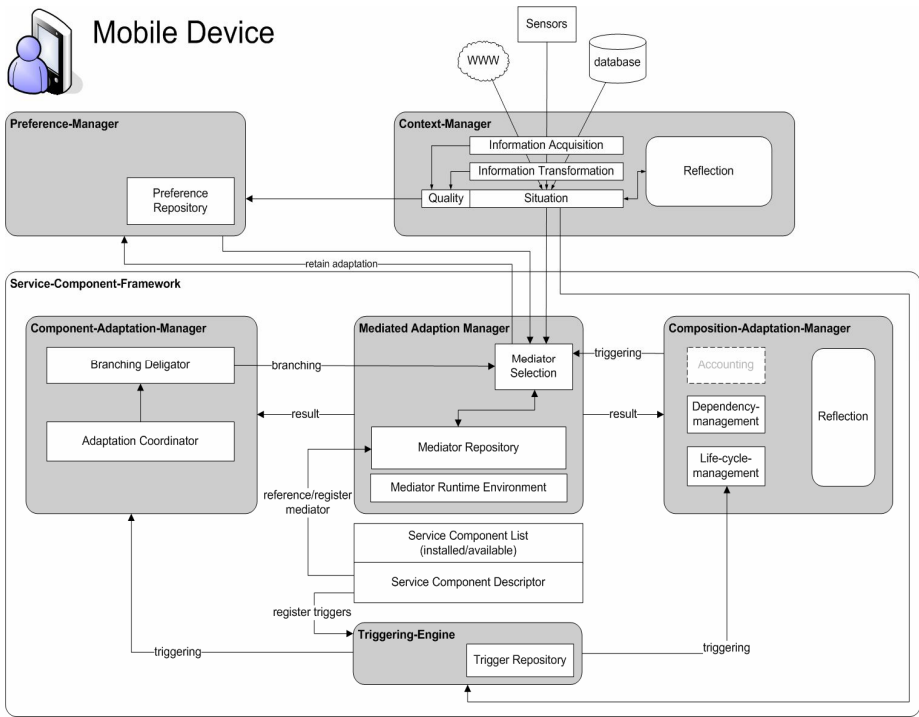 Mobile Device
Sensors
WWW
database
Preference-Manager
Preference
Repository
Context-Manager
Information Acquisition
Information Transformation
Quality
Situation
Reflection
retain adaptation
Service-Component-Framework
Component-Adaptation-Manager
Branching Deligator
Adaptation Coordinator
branching
result
Mediated Adaption Manager
Mediator
Selection
Mediator Repository
Mediator Runtime Environment
triggering
result
Composition-Adaptation-Manager
Accounting
Dependency-
management
Life-cycle-
management
Reflection
reference/register
mediator
Service Component List
(installed/available)
Service Component Descriptor
register triggers
Triggering-Engine
Trigger Repository
triggering
triggering